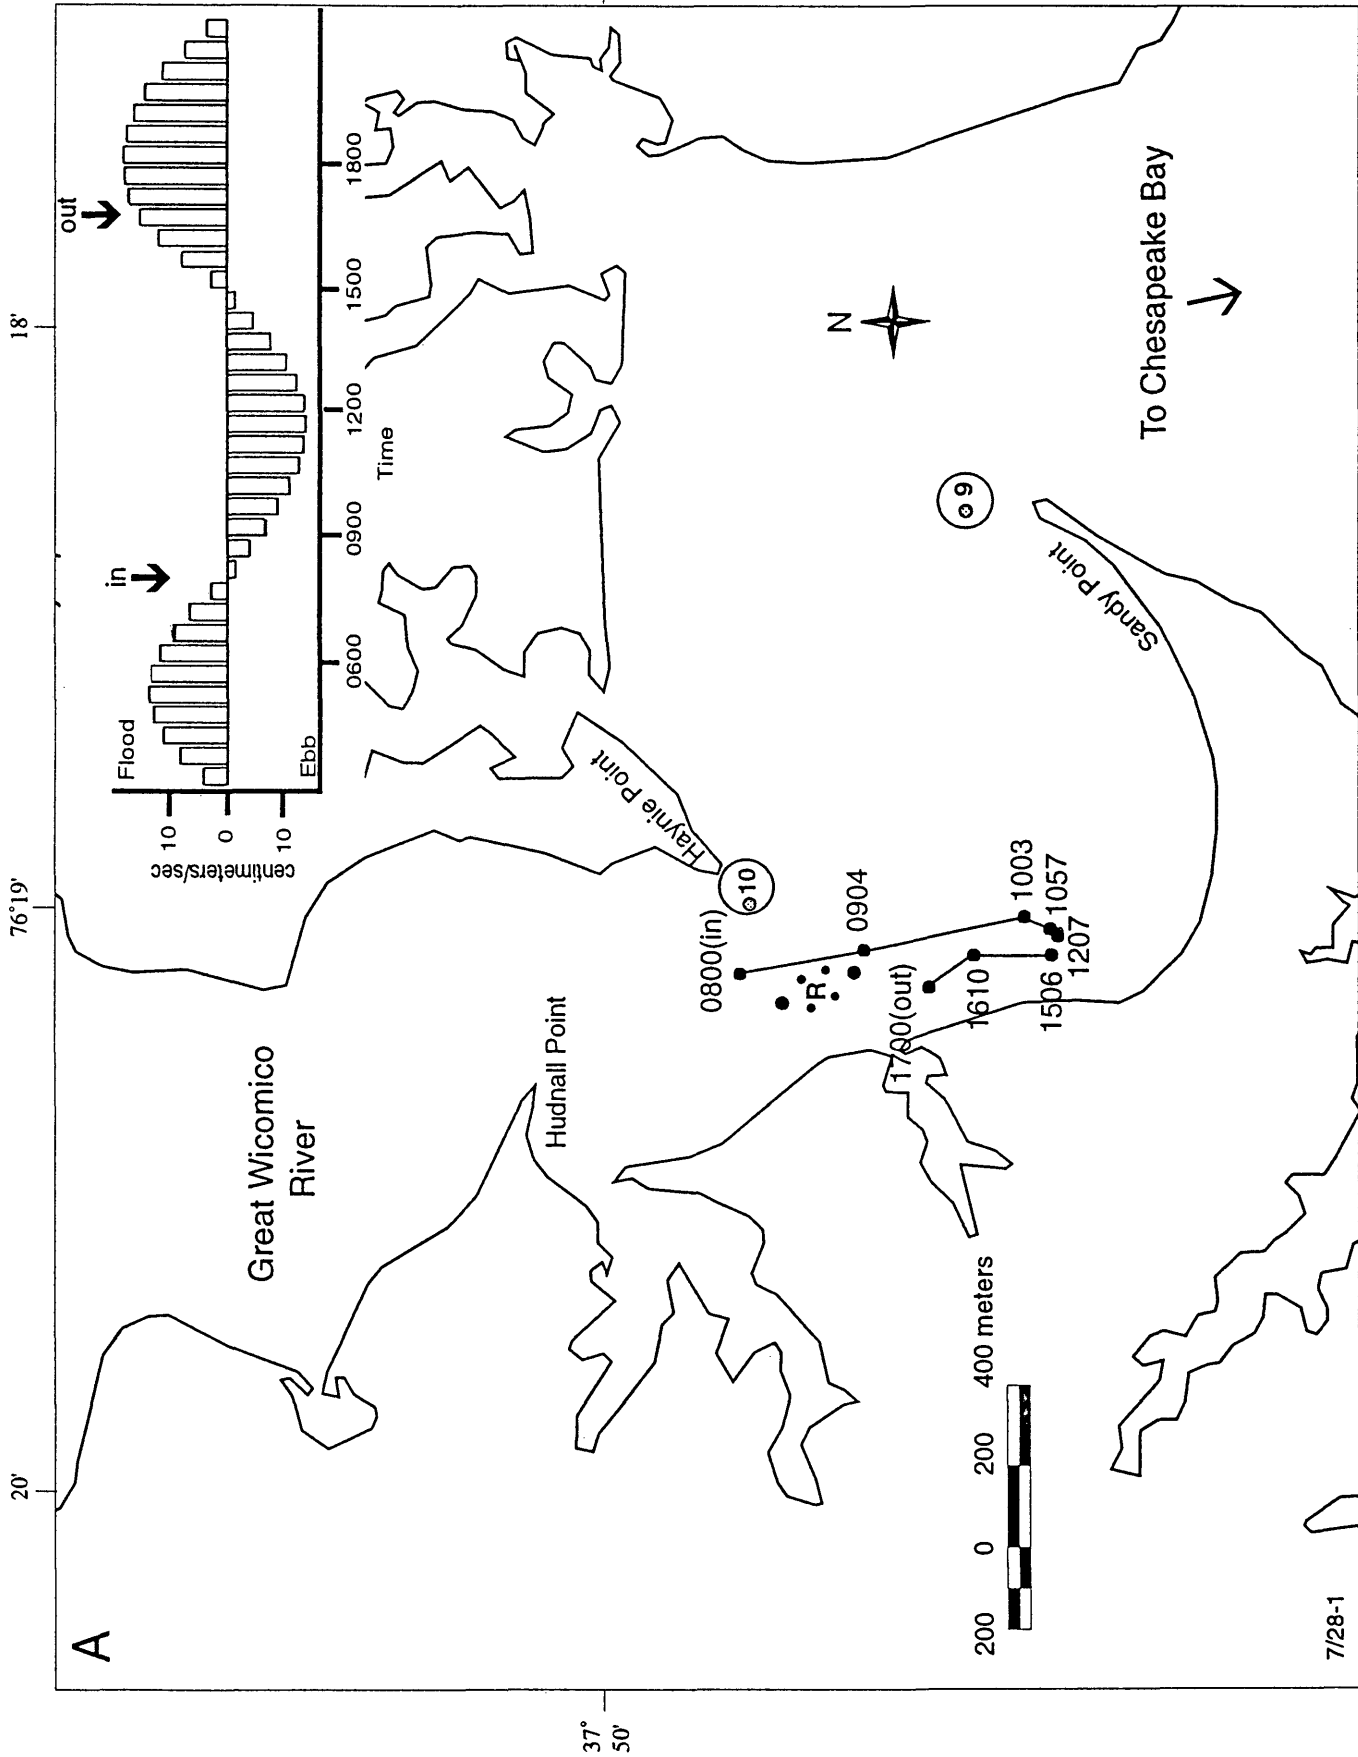 A
20'
76°19'
18'
37°
50'
Great Wicomico
River
Hudnall Point
Haynie Point
Sandy Point
To Chesapeake Bay
N
10
9
R
0800(in)
0904
1003
1057
1207
1506
1610
1700(out)
200 0 200 400 meters
7/28-1
in
out
Flood
Ebb
10
0
10
centimeters/sec
0600 0900 1200 1500 1800
Time